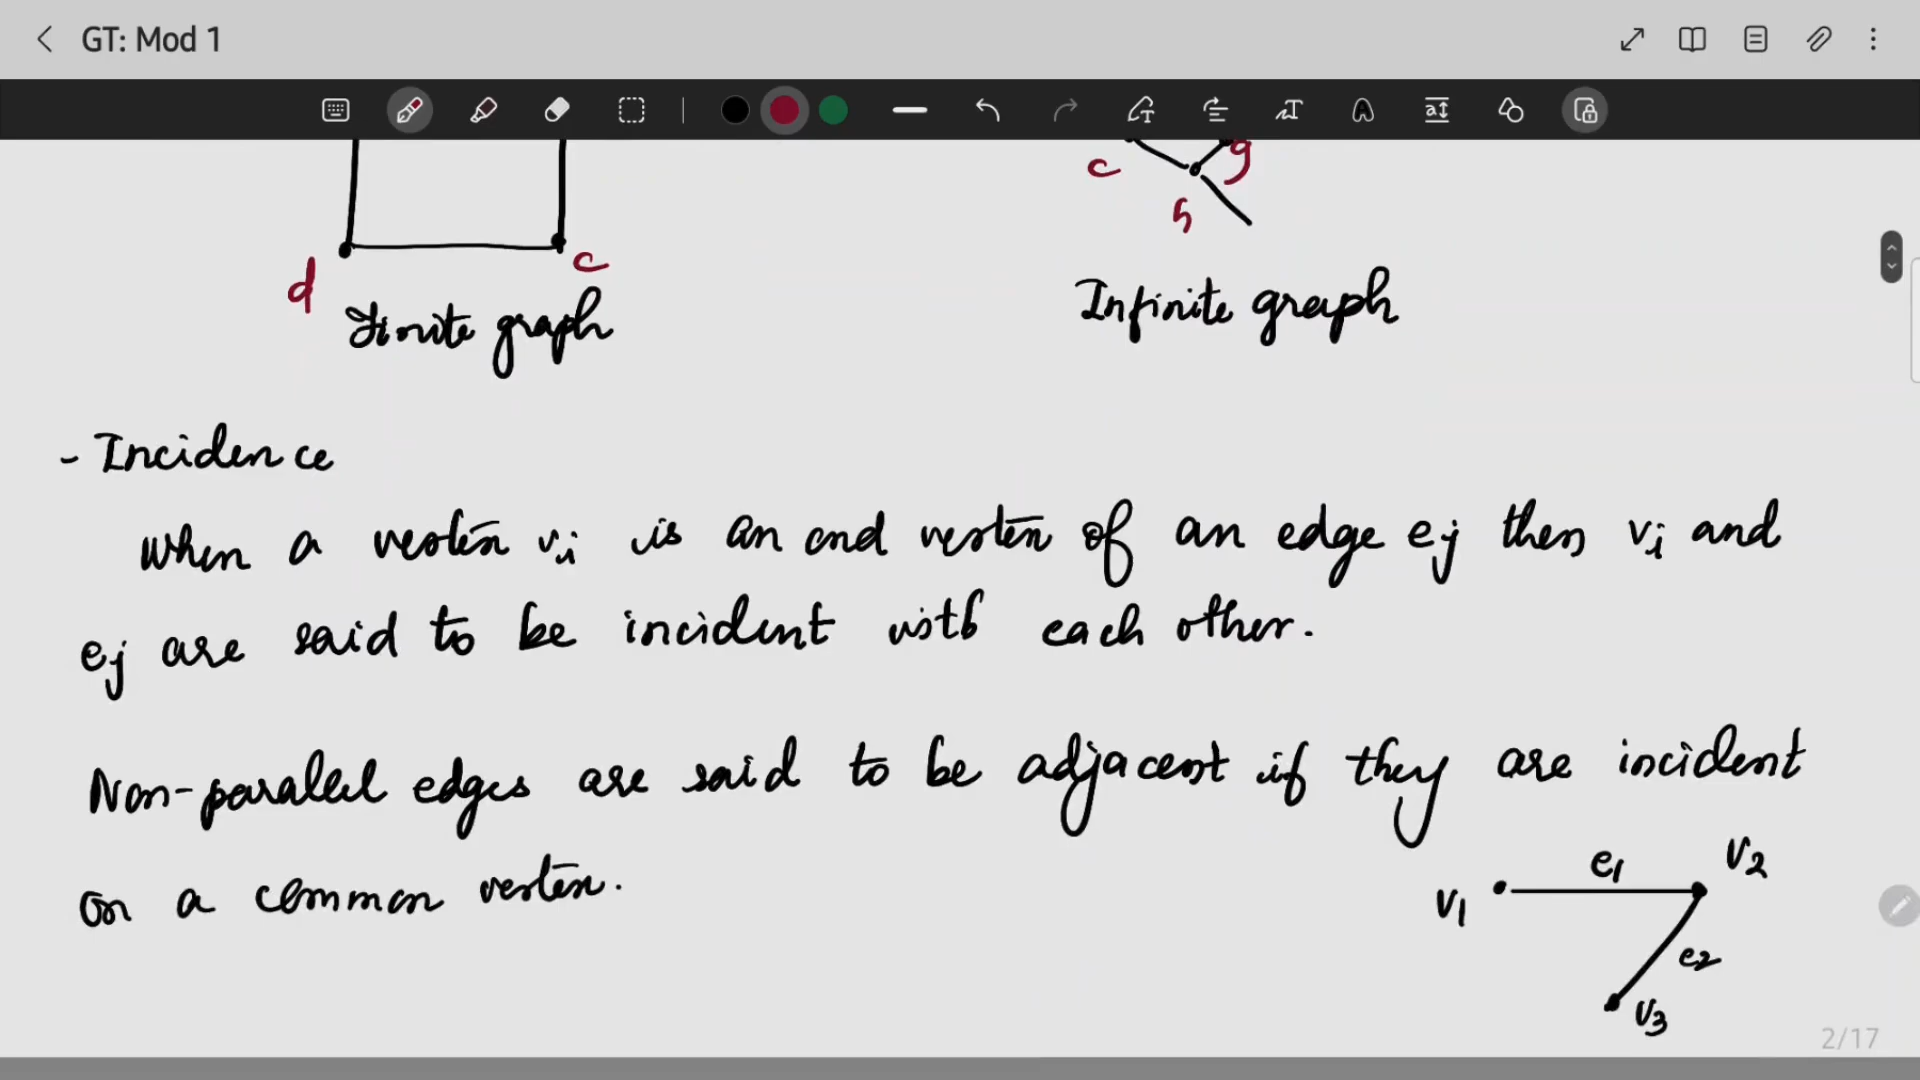 GT: Mod 1
c g
h
d c
Finite graph Infinite graph
- Incidence
When a vertex vi is an end vertex of an edge ej then vi and
ej are said to be incident with each other.
Non-parallel edges are said to be adjacent if they are incident
on a common vertex.
v1 e1 v2
e2
v3
2/17